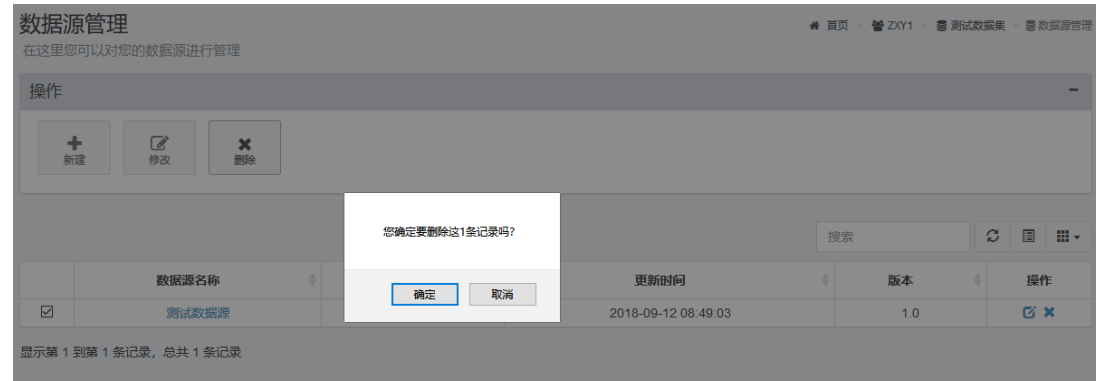 数据源管理
首页 > ZXY1 > 测试数据集 > 数据源管理
在这里您可以对您的数据源进行管理
操作
新建 修改 删除
您确定要删除这1条记录吗?
确定 取消
搜索
数据源名称 更新时间 版本 操作
测试数据源 2018-09-12 08:49:03 1.0
显示第 1 到第 1 条记录，总共 1 条记录